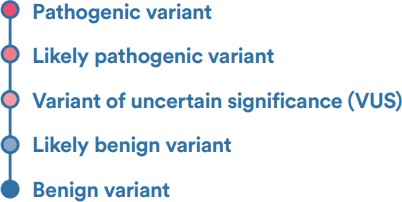 Pathogenic variant
Likely pathogenic variant
Variant of uncertain significance (VUS)
Likely benign variant
Benign variant